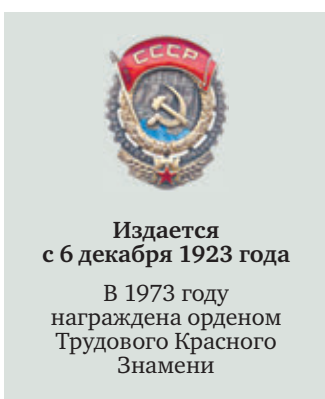 СССР
Издается
с 6 декабря 1923 года
В 1973 году
награждена орденом
Трудового Красного
Знамени